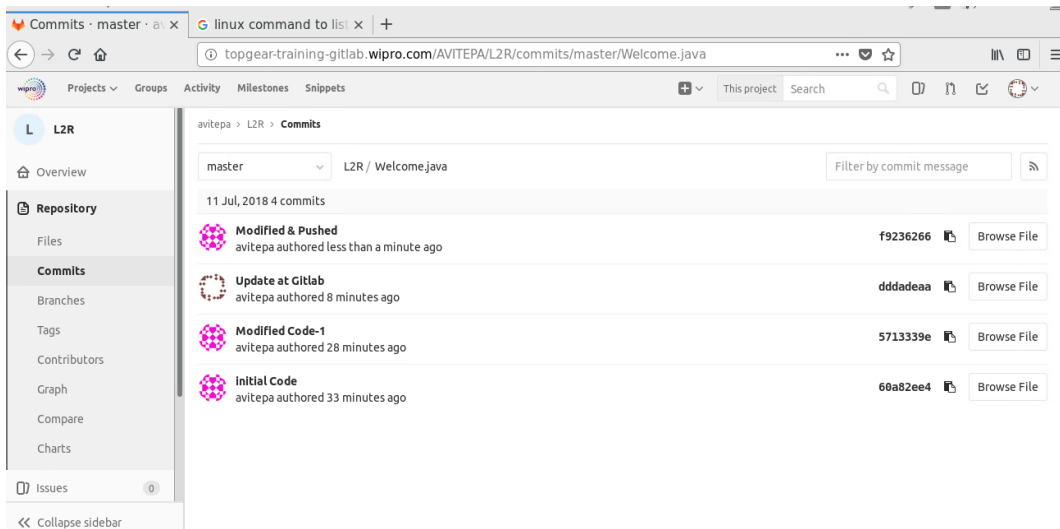 Commits · master · av
linux command to list
topgear-training-gitlab.wipro.com/AVITEPA/L2R/commits/master/Welcome.java
wipro Projects Groups Activity Milestones Snippets This project Search
L L2R
Overview
Repository
Files
Commits
Branches
Tags
Contributors
Graph
Compare
Charts
Issues 0
Collapse sidebar
avitepa > L2R > Commits
master L2R / Welcome.java Filter by commit message
11 Jul, 2018 4 commits
Modified & Pushed
avitepa authored less than a minute ago
f9236266 Browse File
Update at Gitlab
avitepa authored 8 minutes ago
dddadeaa Browse File
Modified Code-1
avitepa authored 28 minutes ago
5713339e Browse File
initial Code
avitepa authored 33 minutes ago
60a82ee4 Browse File